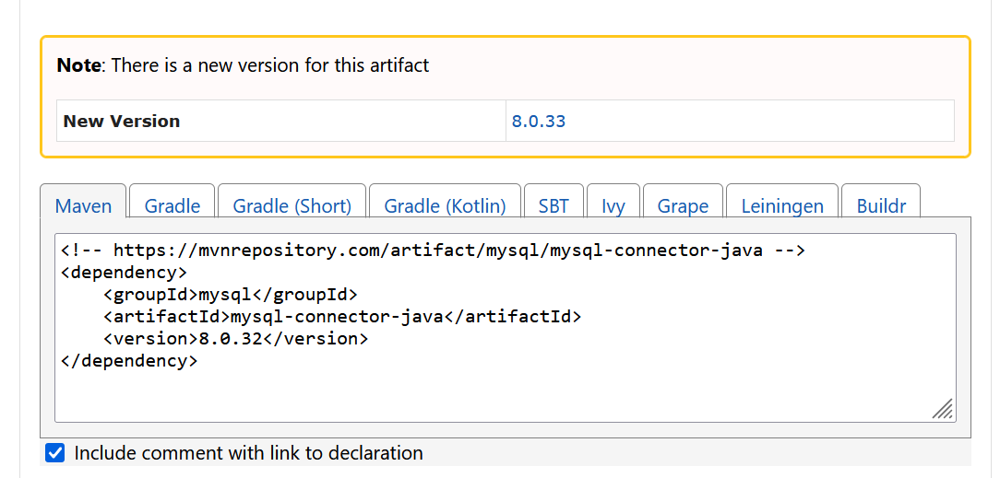 Note: There is a new version for this artifact
New Version 8.0.33
Maven Gradle Gradle (Short) Gradle (Kotlin) SBT Ivy Grape Leiningen Buildr
<!-- https://mvnrepository.com/artifact/mysql/mysql-connector-java -->
<dependency>
    <groupId>mysql</groupId>
    <artifactId>mysql-connector-java</artifactId>
    <version>8.0.32</version>
</dependency>
Include comment with link to declaration